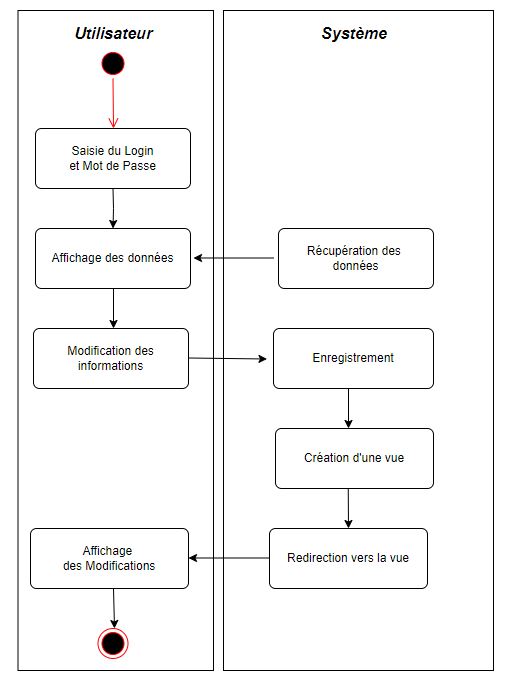 Utilisateur
Système
Saisie du Login
et Mot de Passe
Affichage des données
Récupération des
données
Modification des
informations
Enregistrement
Création d'une vue
Affichage
des Modifications
Redirection vers la vue